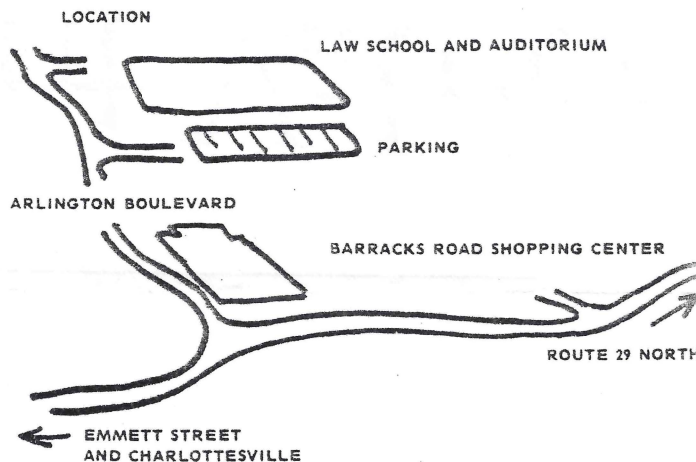 LOCATION
LAW SCHOOL AND AUDITORIUM
PARKING
ARLINGTON BOULEVARD
BARRACKS ROAD SHOPPING CENTER
ROUTE 29 NORTH
EMMETT STREET
AND CHARLOTTESVILLE